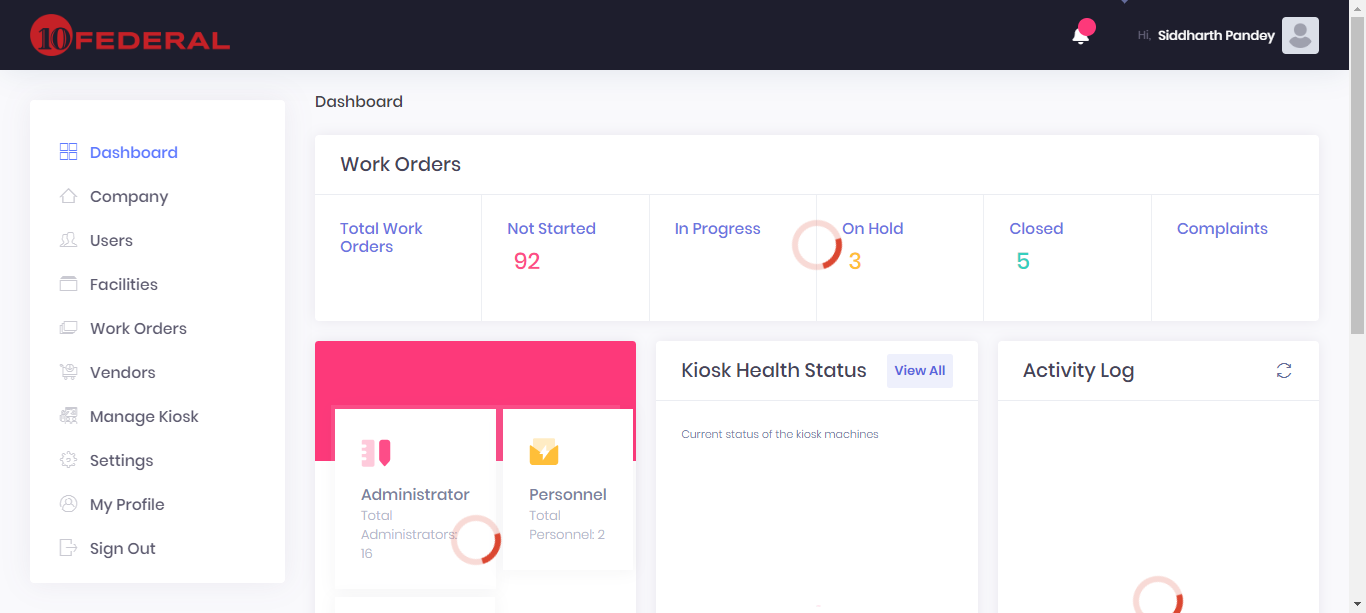 10 FEDERAL
Hi, Siddharth Pandey
Dashboard
Company
Users
Facilities
Work Orders
Vendors
Manage Kiosk
Settings
My Profile
Sign Out
Dashboard
Work Orders
Total Work
Orders
Not Started
92
In Progress
On Hold
3
Closed
5
Complaints
Administrator
Total
Administrators:
16
Personnel
Total
Personnel: 2
Kiosk Health Status
View All
Current status of the kiosk machines
Activity Log